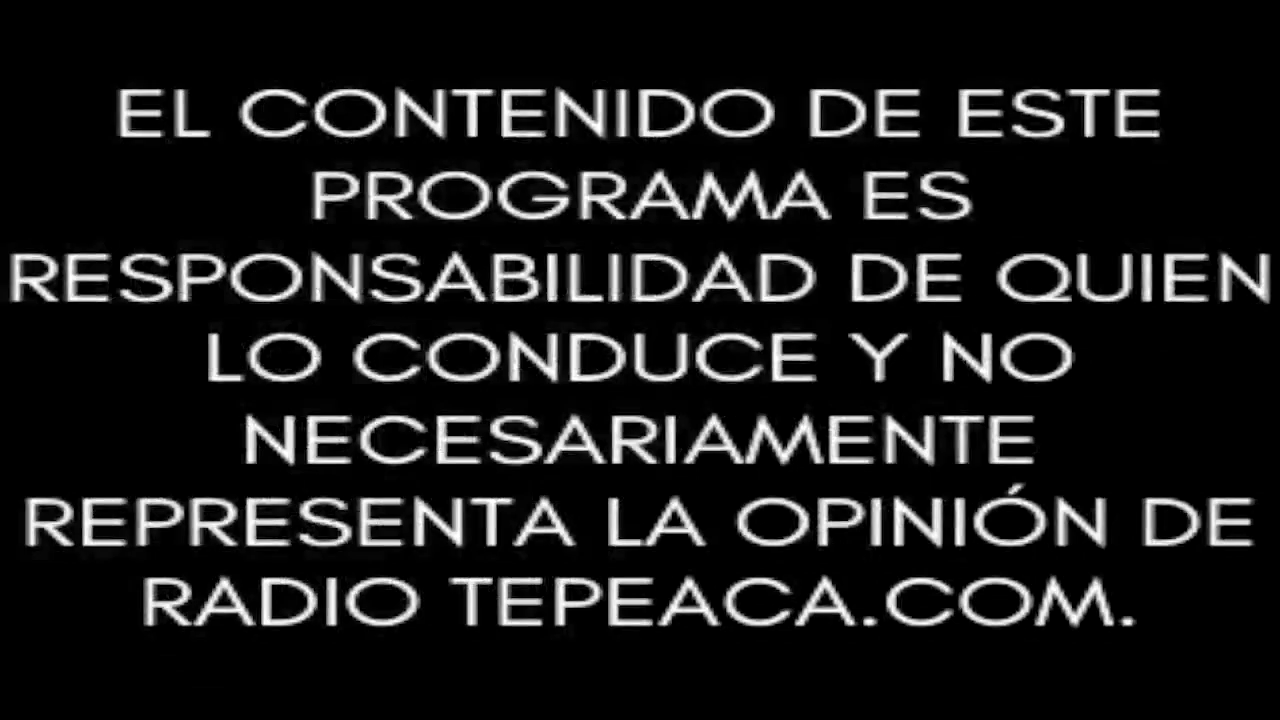 EL CONTENIDO DE ESTE
PROGRAMA ES
RESPONSABILIDAD DE QUIEN
LO CONDUCE Y NO
NECESARIAMENTE
REPRESENTA LA OPINIÓN DE
RADIO TEPEACA.COM.